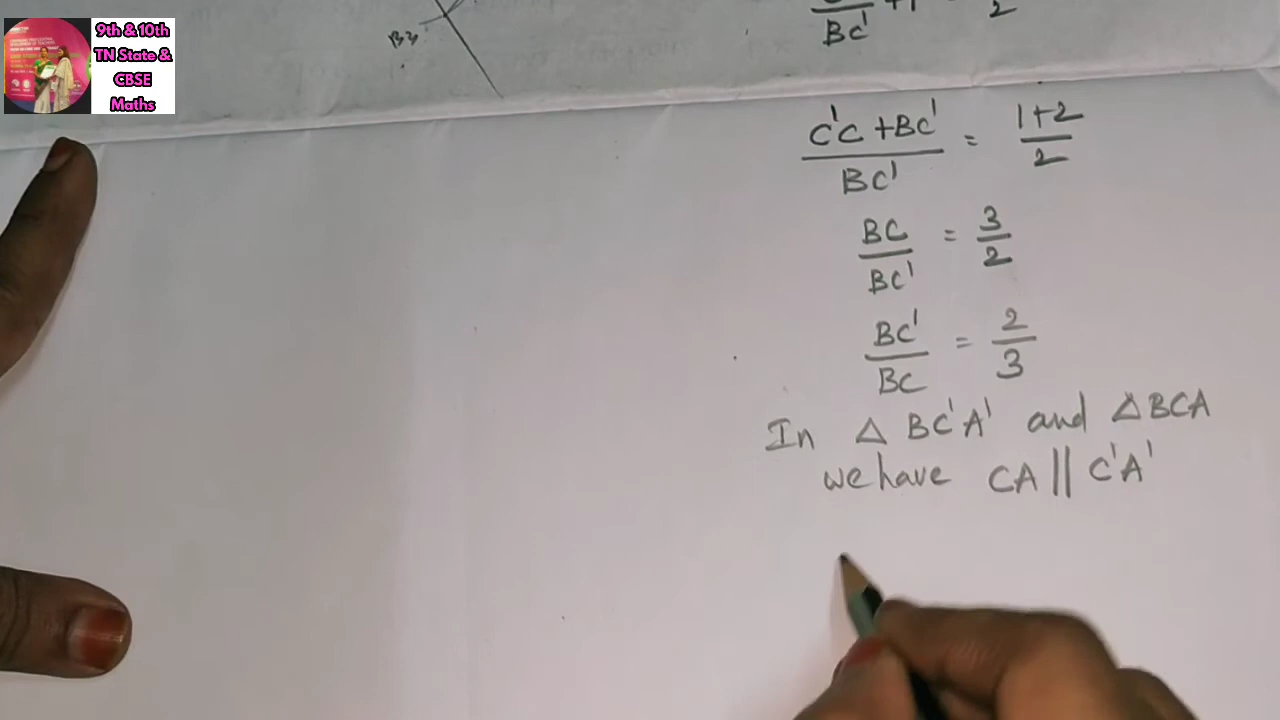 9th & 10th
TN State &
CBSE
Maths
B3
BC' +1 2
C'C + BC' / BC' = 1+2 / 2
BC / BC' = 3 / 2
BC' / BC = 2 / 3
In △ BC'A' and △BCA
we have CA || C'A'